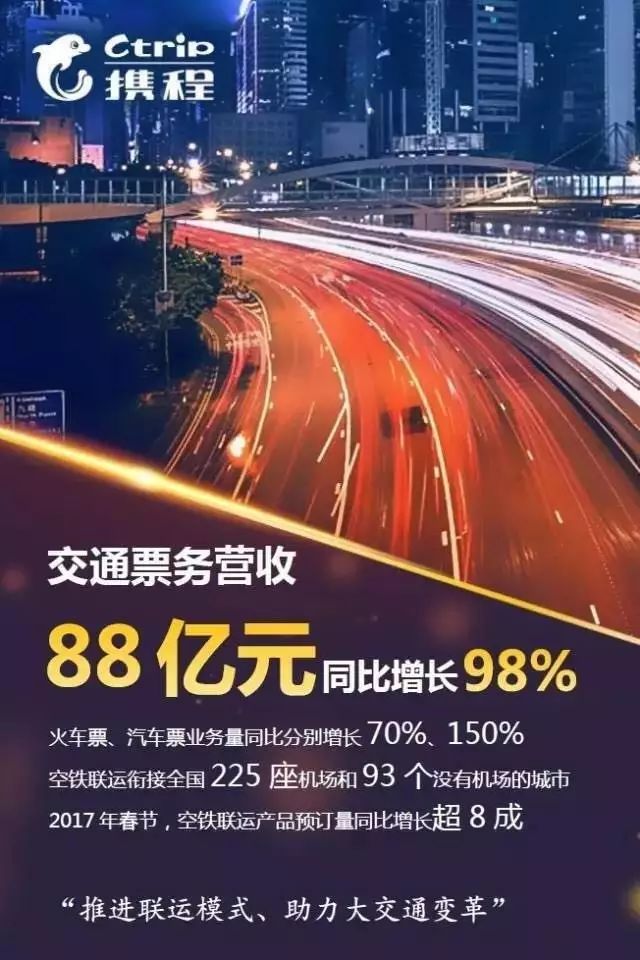 Ctrip
携程
交通票务营收
88亿元同比增长98%
火车票、汽车票业务量同比分别增长70%、150%
空铁联运衔接全国225座机场和93个没有机场的城市
2017年春节，空铁联运产品预订量同比增长超8成
“推进联运模式、助力大交通变革”